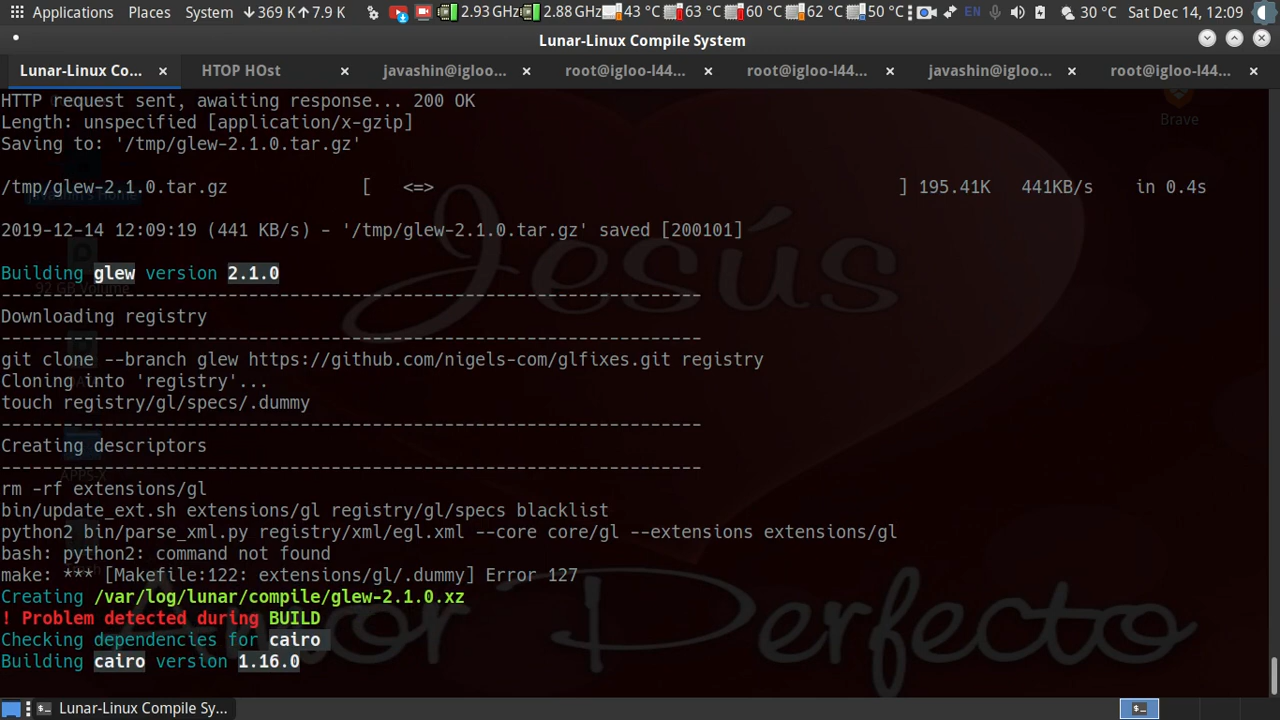 Applications Places System 369 K 7.9 K 2.93 GHz 2.88 GHz 43 °C 63 °C 60 °C 62 °C 50 °C EN 30 °C Sat Dec 14, 12:09
Lunar-Linux Compile System
Lunar-Linux Co... × HTOP HOst × javashin@igloo... × root@igloo-l44... × root@igloo-l44... × javashin@igloo... × root@igloo-l44... ×
HTTP request sent, awaiting response... 200 OK
Length: unspecified [application/x-gzip]
Saving to: '/tmp/glew-2.1.0.tar.gz'
Brave
/tmp/glew-2.1.0.tar.gz [ <=> ] 195.41K 441KB/s in 0.4s
javashin's Home
2019-12-14 12:09:19 (441 KB/s) - '/tmp/glew-2.1.0.tar.gz' saved [200101]
Jesús
Building glew version 2.1.0
92 GB Volume
--------------------------------------------------------------------
Downloading registry
--------------------------------------------------------------------
git clone --branch glew https://github.com/nigels-com/glfixes.git registry
Cloning into 'registry'...
touch registry/gl/specs/.dummy
--------------------------------------------------------------------
Creating descriptors
--------------------------------------------------------------------
APPS-X
rm -rf extensions/gl
bin/update_ext.sh extensions/gl registry/gl/specs blacklist
python2 bin/parse_xml.py registry/xml/egl.xml --core core/gl --extensions extensions/gl
bash: python2: command not found
make: *** [Makefile:122: extensions/gl/.dummy] Error 127
Creating /var/log/lunar/compile/glew-2.1.0.xz
! Problem detected during BUILD
Amor Perfecto
Checking dependencies for cairo
Building cairo version 1.16.0
Lunar-Linux Compile Sy...